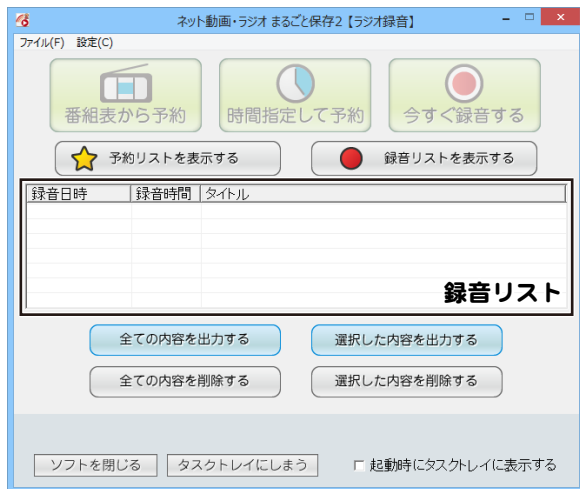 ネット動画・ラジオ まるごと保存2【ラジオ録音】
ファイル(F) 設定(C)
番組表から予約 時間指定して予約 今すぐ録音する
予約リストを表示する 録音リストを表示する
録音日時 録音時間 タイトル
録音リスト
全ての内容を出力する 選択した内容を出力する
全ての内容を削除する 選択した内容を削除する
ソフトを閉じる タスクトレイにしまう 起動時にタスクトレイに表示する